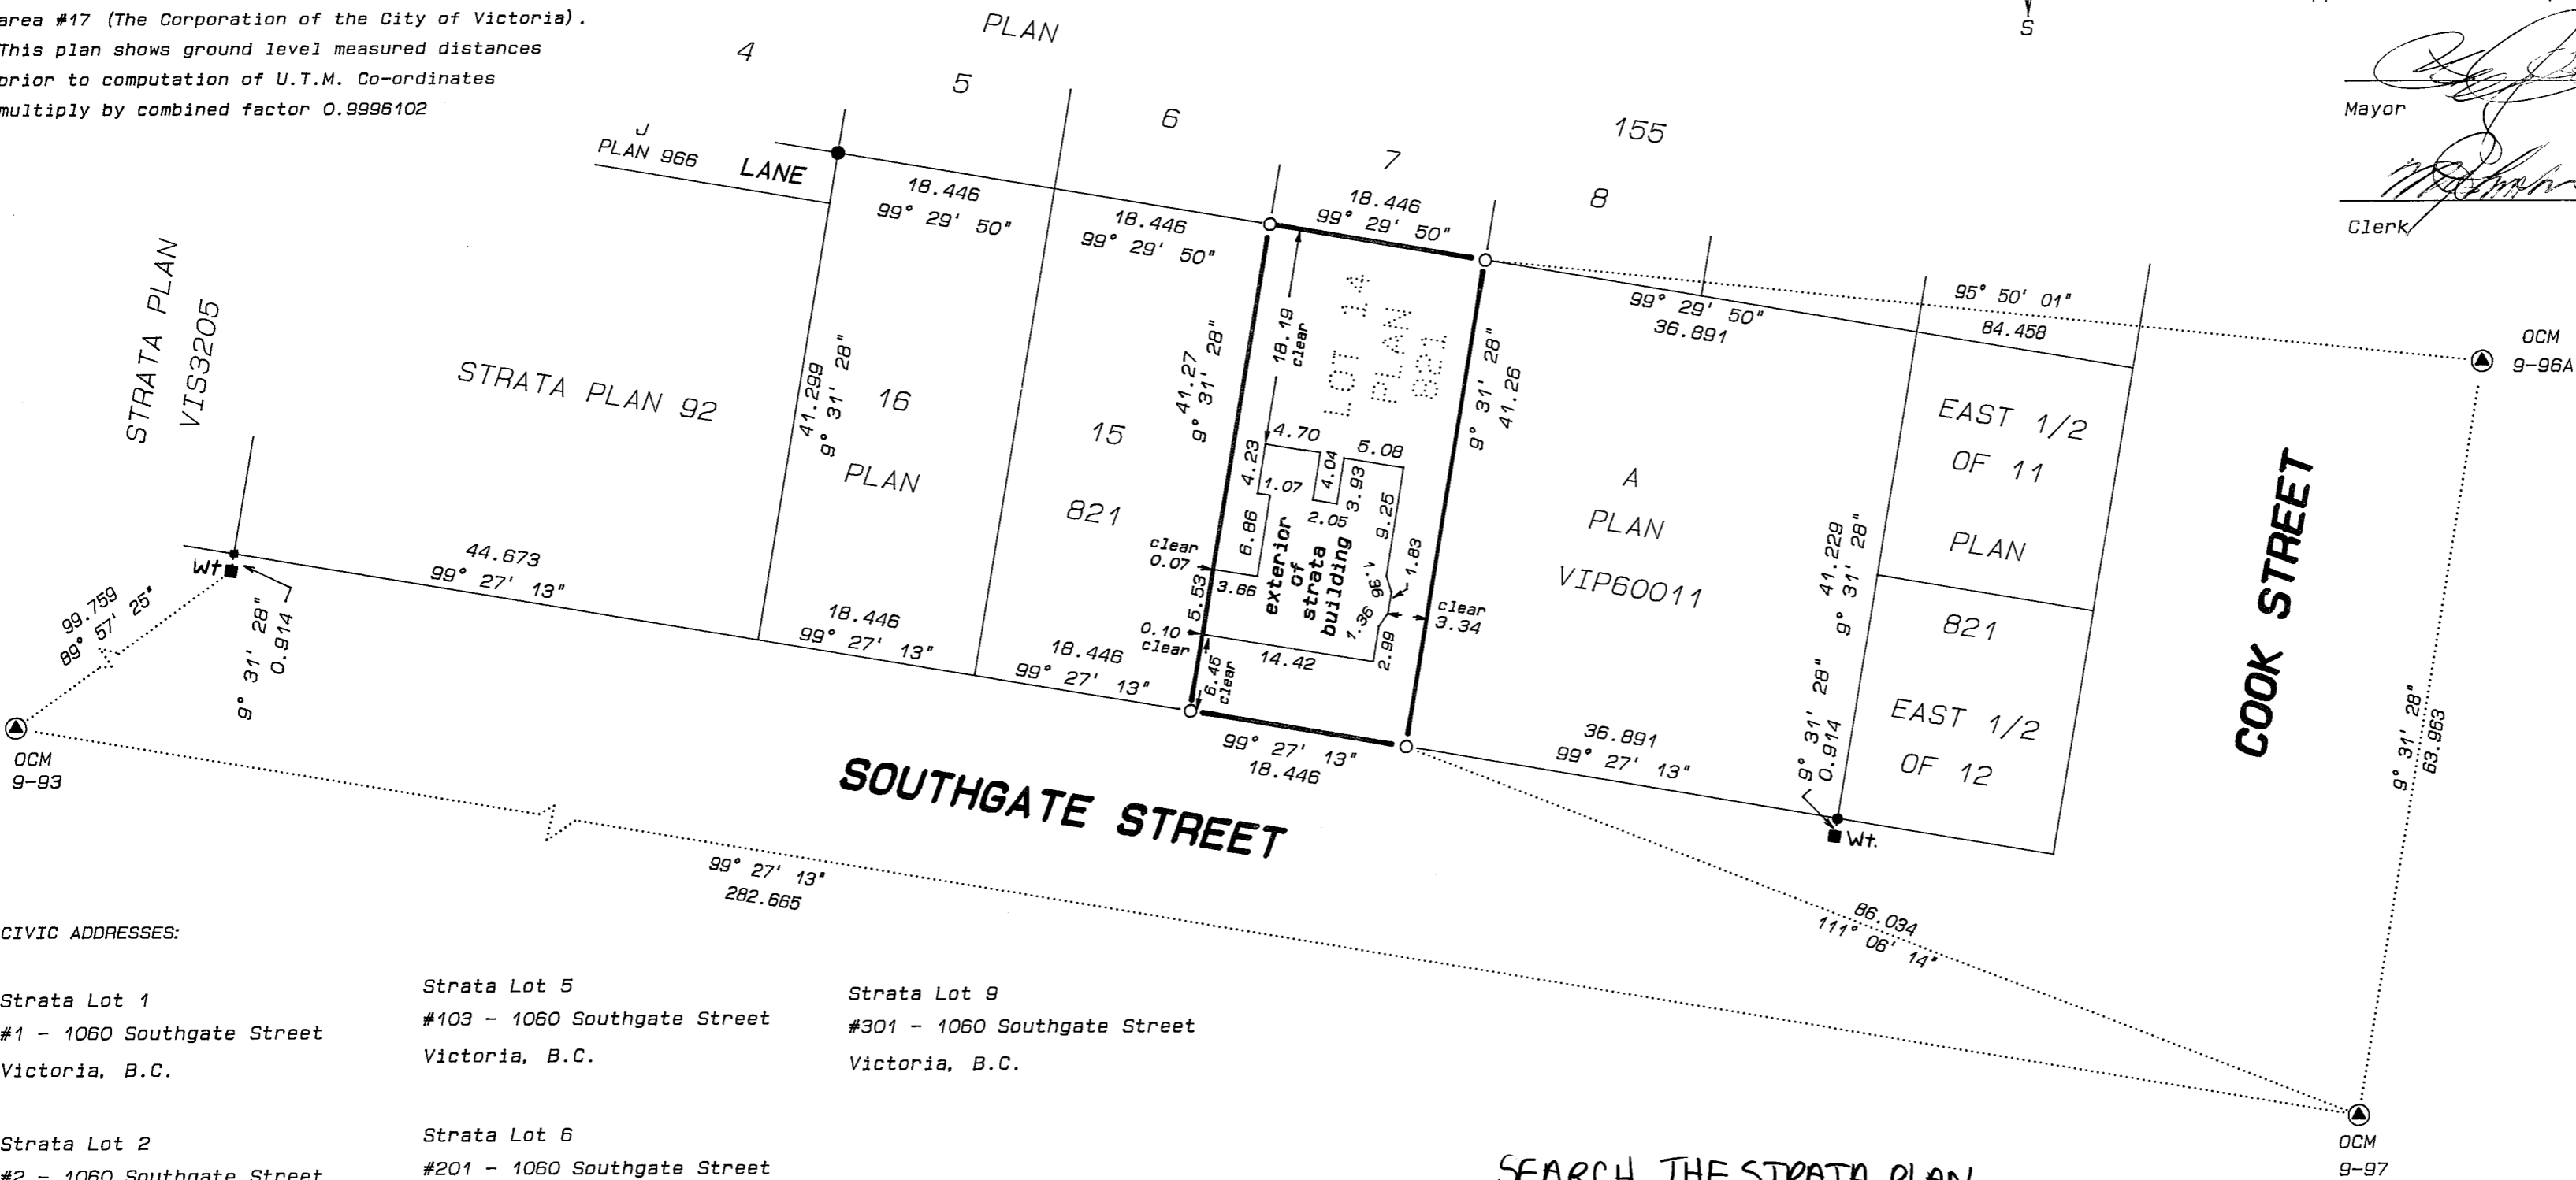 area #17 (The Corporation of the City of Victoria).
This plan shows ground level measured distances
prior to computation of U.T.M. Co-ordinates
multiply by combined factor 0.9996102
S
Mayor
Clerk
PLAN
4
5
6
7
155
8
J
PLAN 966
LANE
18.446
99° 29' 50"
18.446
99° 29' 50"
18.446
99° 29' 50"
99° 29' 50"
36.891
95° 50' 01"
84.458
OCM
9-96A
STRATA PLAN
VIS3205
STRATA PLAN 92
41.299
9° 31' 28"
16
PLAN
15
821
41.27
9° 31' 28"
18.19
clear
LOT 14
PLAN
821
9° 31' 28"
41.26
4.70
5.08
4.23
4.04
3.93
1.07
2.05
9.25
6.86
exterior
of
strata
building
1.36
1.83
1.36
2.99
clear
0.07
3.66
5.53
0.10
clear
14.42
6.45
clear
clear
3.34
A
PLAN
VIP60011
41.229
9° 31' 28"
EAST 1/2
OF 11
PLAN
821
EAST 1/2
OF 12
COOK STREET
9° 31' 28"
63.963
Wt
44.673
99° 27' 13"
99.759
89° 57' 25"
9° 31' 28"
0.914
18.446
99° 27' 13"
18.446
99° 27' 13"
99° 27' 13"
18.446
36.891
99° 27' 13"
9° 31' 28"
0.914
Wt.
OCM
9-93
SOUTHGATE STREET
99° 27' 13"
282.665
86.034
111° 06' 14"
OCM
9-97
CIVIC ADDRESSES:
Strata Lot 1
#1 - 1060 Southgate Street
Victoria, B.C.
Strata Lot 5
#103 - 1060 Southgate Street
Victoria, B.C.
Strata Lot 9
#301 - 1060 Southgate Street
Victoria, B.C.
Strata Lot 2
#2 - 1060 Southgate Street
Strata Lot 6
#201 - 1060 Southgate Street
SEARCH THE STRATA PLAN